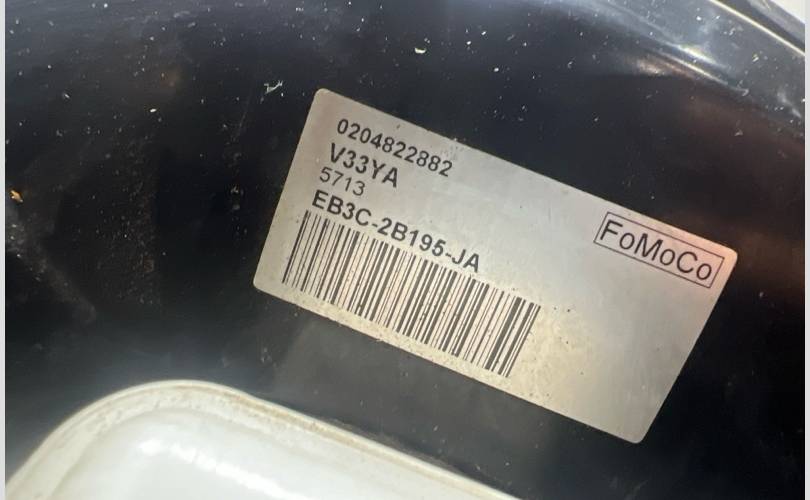 0204822882
V33YA
5713
EB3C-2B195-JA
FoMoCo